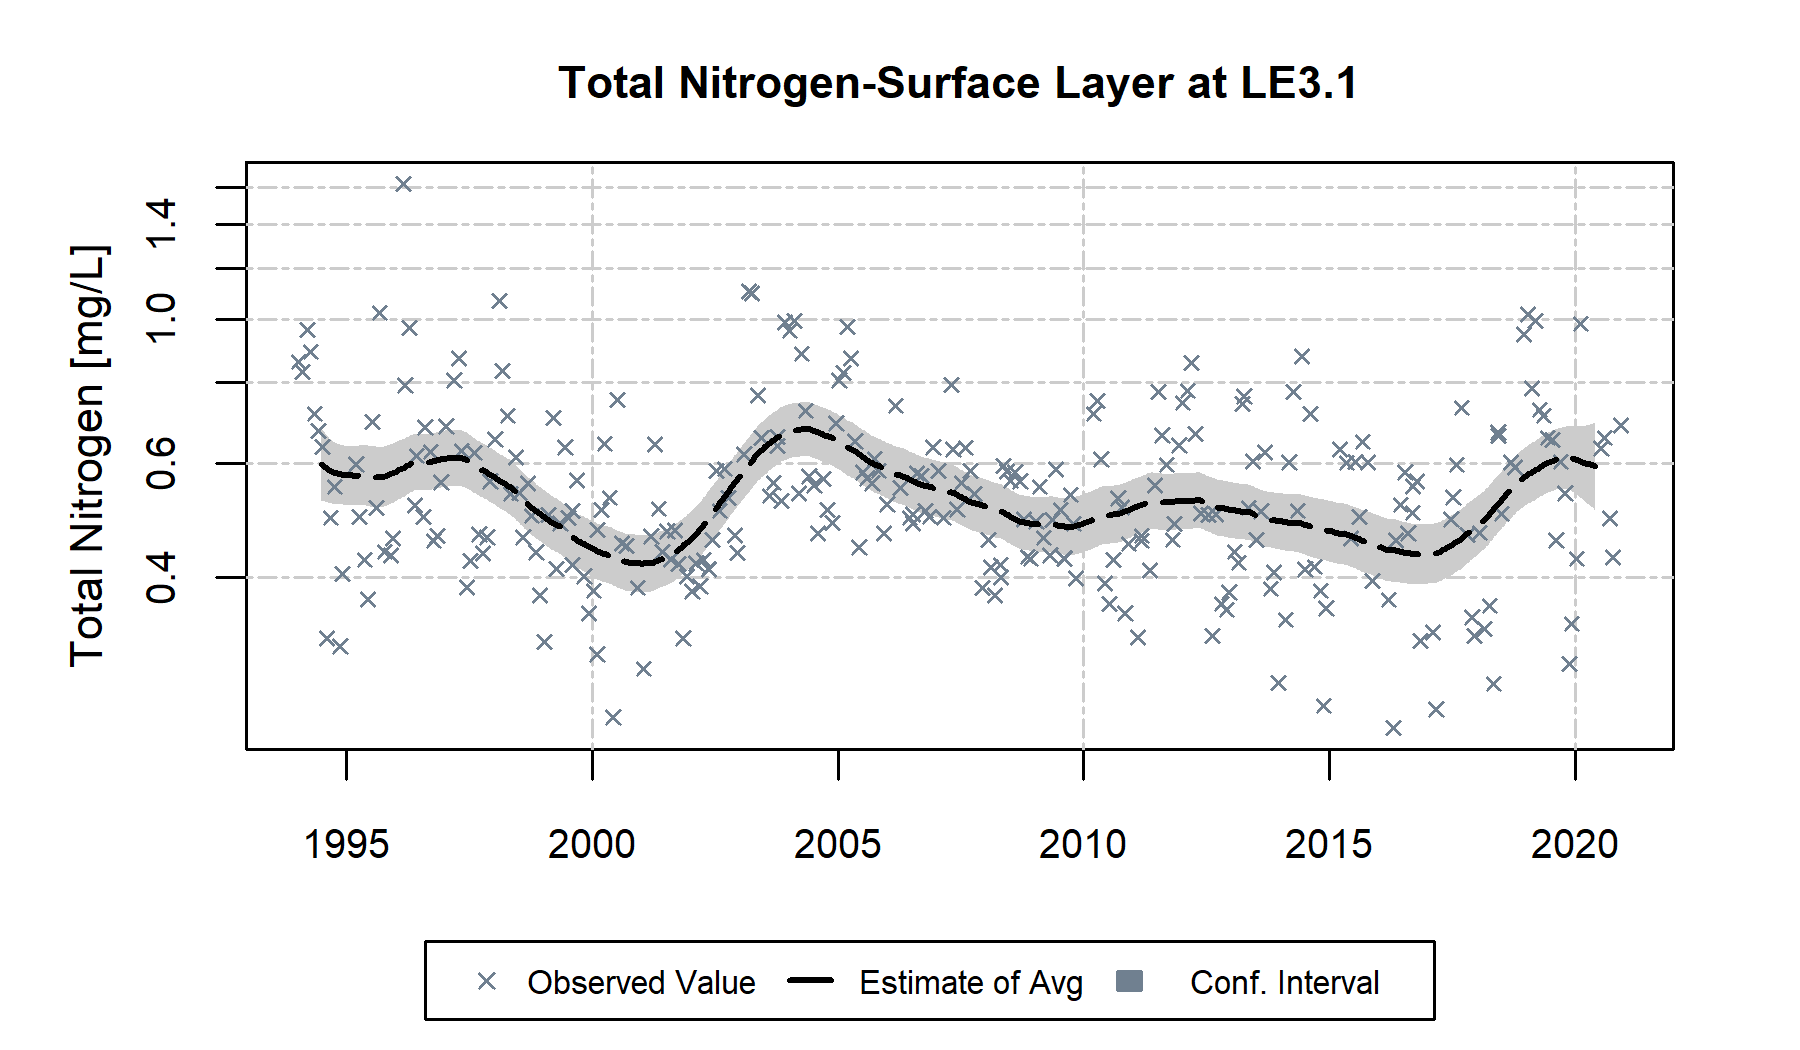 Total Nitrogen-Surface Layer at LE3.1
Total Nitrogen [mg/L]
1.4
1.0
0.6
0.4
1995 2000 2005 2010 2015 2020
Observed Value Estimate of Avg Conf. Interval